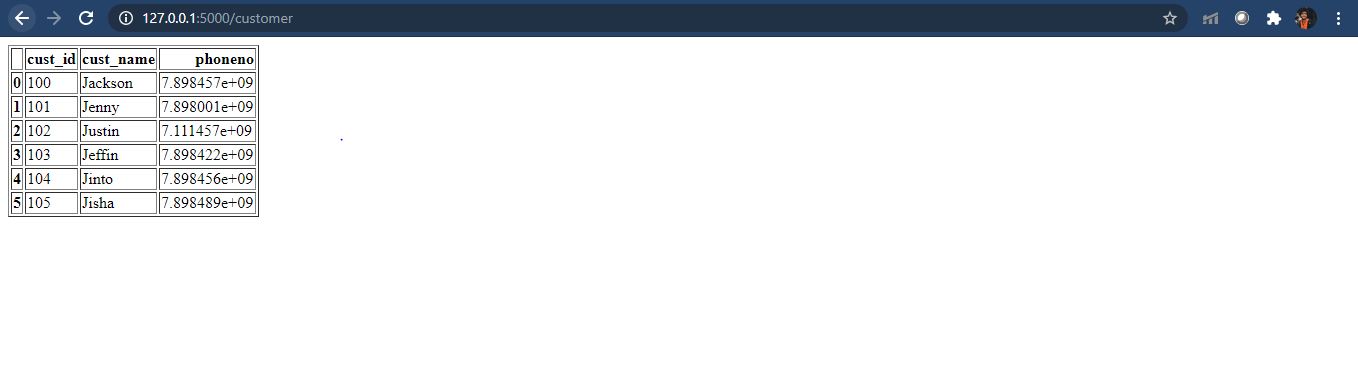 127.0.0.1:5000/customer
cust_id cust_name phoneno
0 100 Jackson 7.898457e+09
1 101 Jenny 7.898001e+09
2 102 Justin 7.111457e+09
3 103 Jeffin 7.898422e+09
4 104 Jinto 7.898456e+09
5 105 Jisha 7.898489e+09